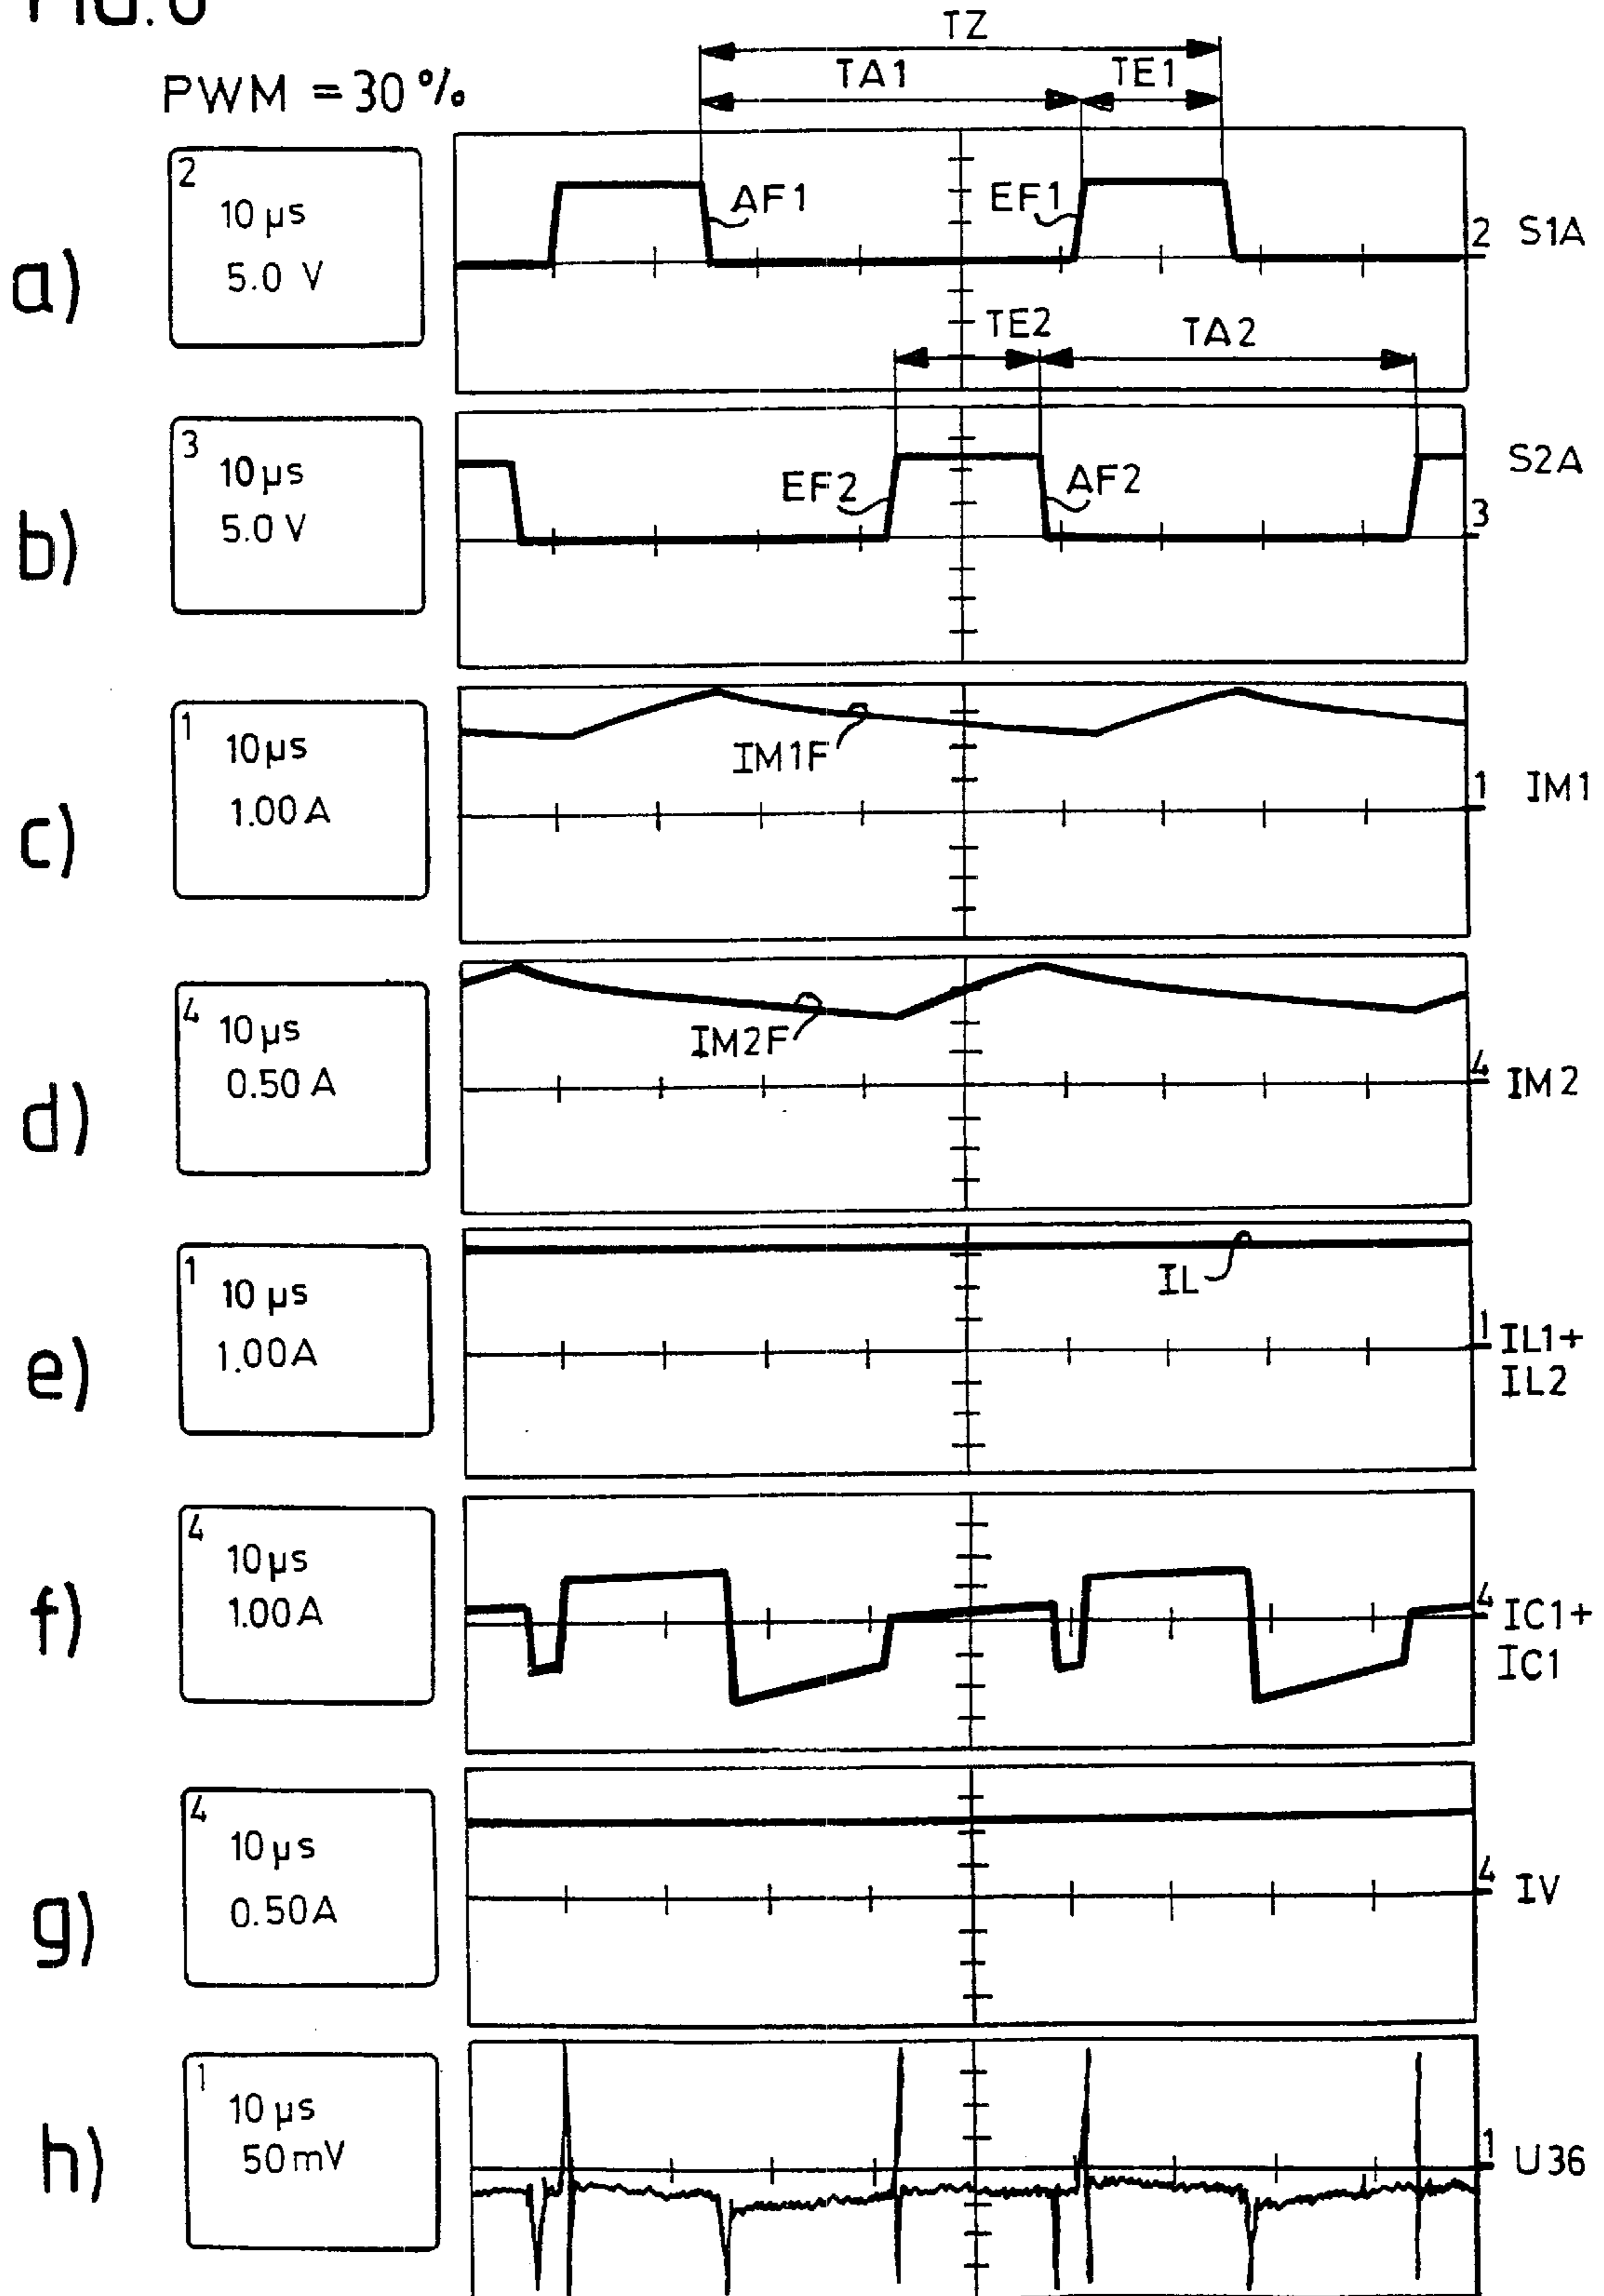 FIG. 6
PWM = 30 %
TZ
TA1
TE1
a)
2
10 µs
5.0 V
AF1
EF1
2
S1A
TE2
TA2
b)
3
10 µs
5.0 V
EF2
AF2
3
S2A
c)
1
10 µs
1.00 A
IM1F
1
IM1
d)
4
10 µs
0.50 A
IM2F
4
IM2
e)
1
10 µs
1.00 A
IL
1
IL1+
IL2
f)
4
10 µs
1.00 A
4
IC1+
IC1
g)
4
10 µs
0.50 A
4
IV
h)
1
10 µs
50 mV
1
U36